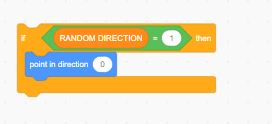 if RANDOM DIRECTION = 1 then
point in direction 0